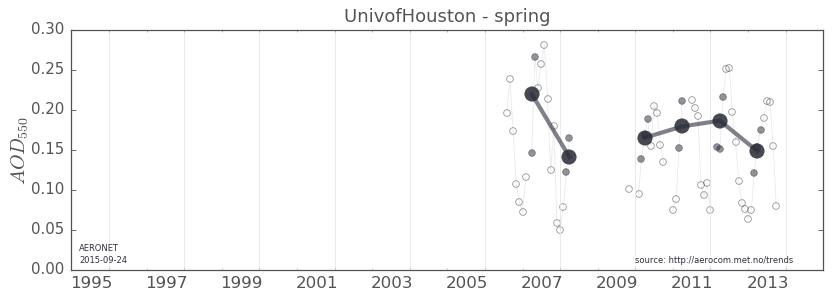 UnivofHouston - spring
0.30
0.25
0.20
0.15
0.10
0.05
0.00
AOD550
AERONET
2015-09-24
source: http://aerocom.met.no/trends
1995 1997 1999 2001 2003 2005 2007 2009 2011 2013